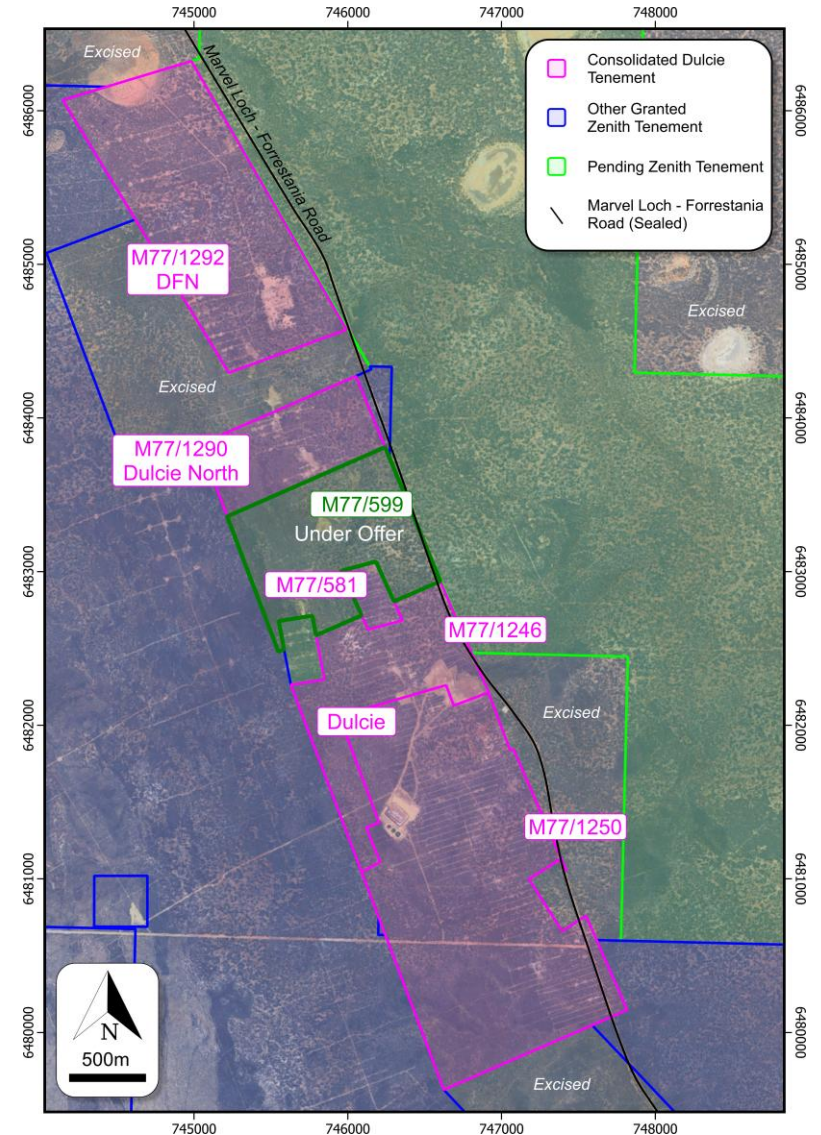 745000
746000
747000
748000
Excised
Marvel Loch - Forrestania Road
Consolidated Dulcie
Tenement
Other Granted
Zenith Tenement
Pending Zenith Tenement
Marvel Loch - Forrestania
Road (Sealed)
6486000
6486000
M77/1292
DFN
6485000
6485000
Excised
Excised
6484000
6484000
M77/1290
Dulcie North
M77/599
Under Offer
6483000
6483000
M77/581
M77/1246
Excised
Dulcie
6482000
6482000
M77/1250
6481000
6481000
N
500m
6480000
6480000
Excised
745000
746000
747000
748000